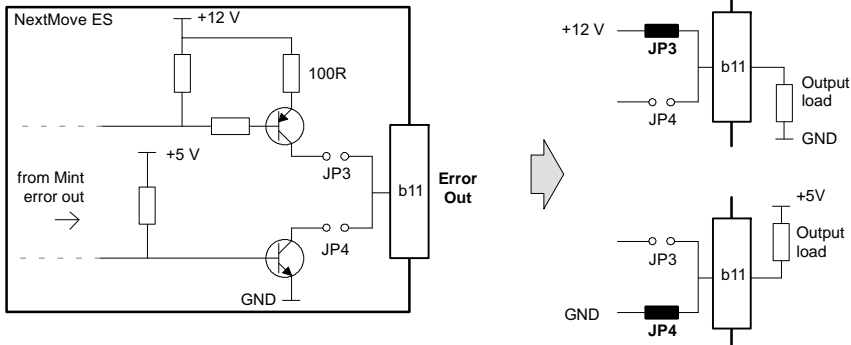 NextMove ES
+12 V
100R
+5 V
JP3
from Mint
error out
JP4
GND
b11
Error
Out
+12 V
JP3
b11
JP4
Output
load
GND
+5V
JP3
b11
Output
load
GND
JP4